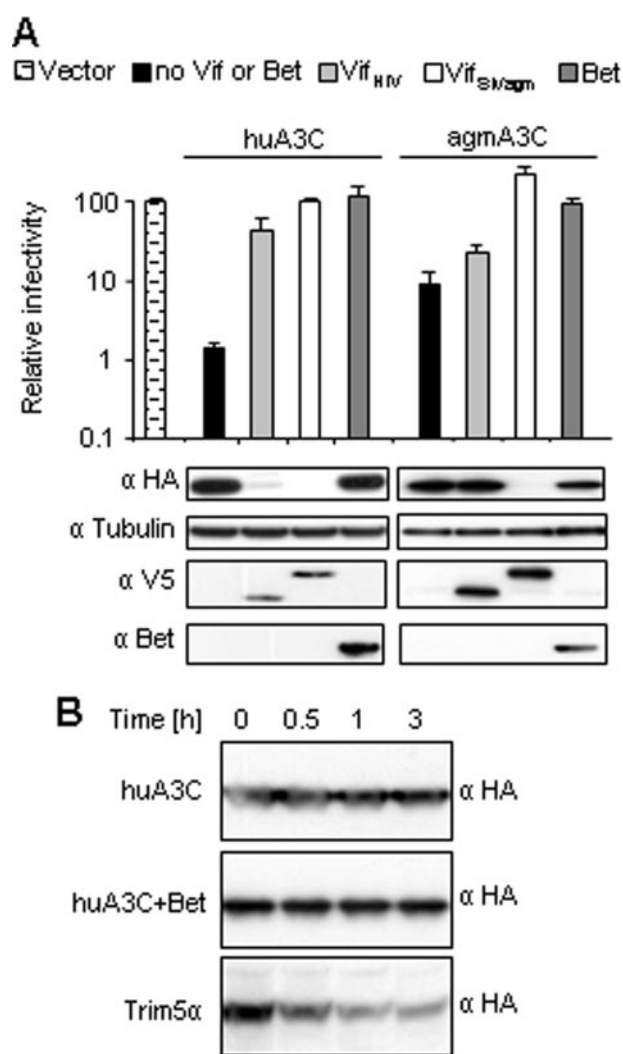 A
Vector no Vif or Bet Vif HIV Vif SIVagm Bet
huA3C agmA3C
Relative infectivity
100
10
1
0.1
α HA
α Tubulin
α V5
α Bet
B
Time [h] 0 0.5 1 3
huA3C α HA
huA3C+Bet α HA
Trim5α α HA